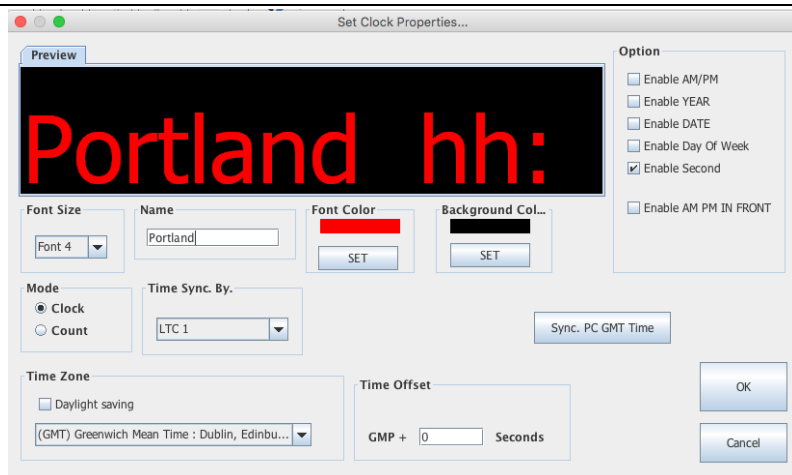 Set Clock Properties...
Preview
Portland hh:
Option
Enable AM/PM
Enable YEAR
Enable DATE
Enable Day Of Week
Enable Second
Enable AM PM IN FRONT
Font Size
Font 4
Name
Portland
Font Color
SET
Background Col...
SET
Mode
Clock
Count
Time Sync. By.
LTC 1
Sync. PC GMT Time
Time Zone
Daylight saving
(GMT) Greenwich Mean Time : Dublin, Edinbu...
Time Offset
GMP + 0 Seconds
OK
Cancel